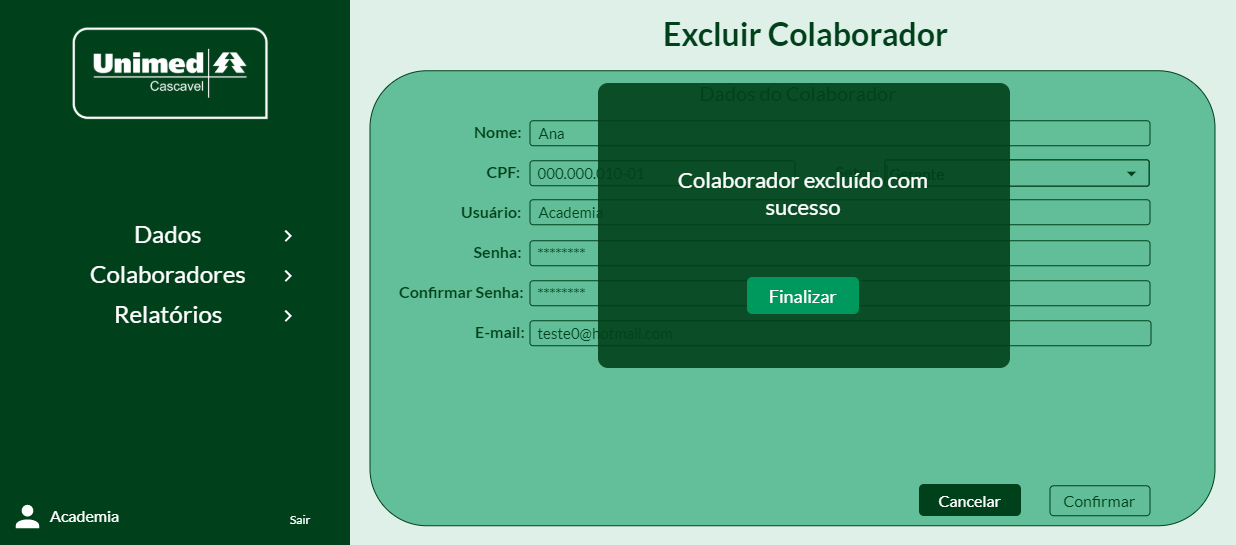 Unimed
Cascavel
Dados
Colaboradores
Relatórios
Academia
Sair
Excluir Colaborador
Dados do Colaborador
Nome: Ana
CPF: 000.000.010-01 Gerente
Usuário: Academia
Senha: ********
Confirmar Senha: ********
E-mail: teste0@hotmail.com
Colaborador excluído com
sucesso
Finalizar
Cancelar Confirmar